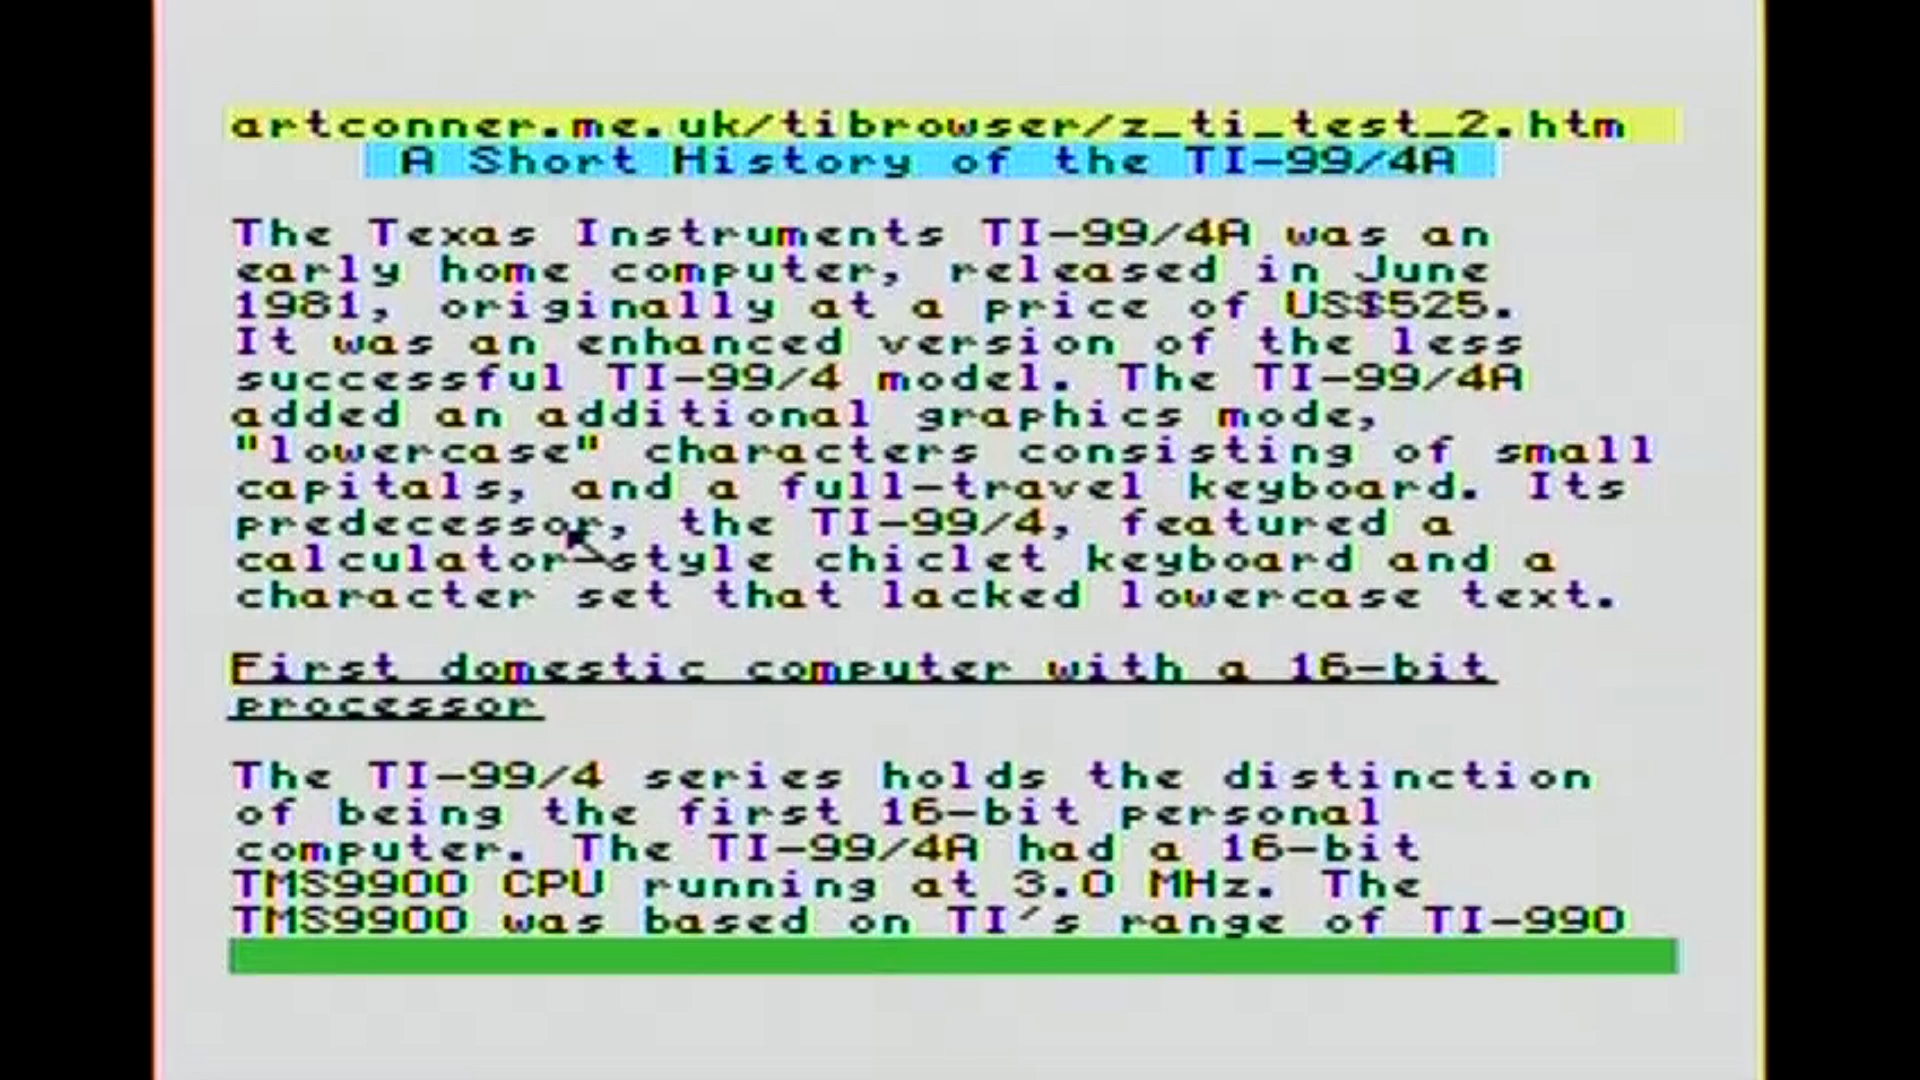 artconner.me.uk/tibrowser/z_ti_test_2.htm
A Short History of the TI-99/4A
The Texas Instruments TI-99/4A was an
early home computer, released in June
1981, originally at a price of US$525.
It was an enhanced version of the less
successful TI-99/4 model. The TI-99/4A
added an additional graphics mode,
"lowercase" characters consisting of small
capitals, and a full-travel keyboard. Its
predecessor, the TI-99/4, featured a
calculator-style chiclet keyboard and a
character set that lacked lowercase text.
First domestic computer with a 16-bit
processor
The TI-99/4 series holds the distinction
of being the first 16-bit personal
computer. The TI-99/4A had a 16-bit
TMS9900 CPU running at 3.0 MHz. The
TMS9900 was based on TI's range of TI-990